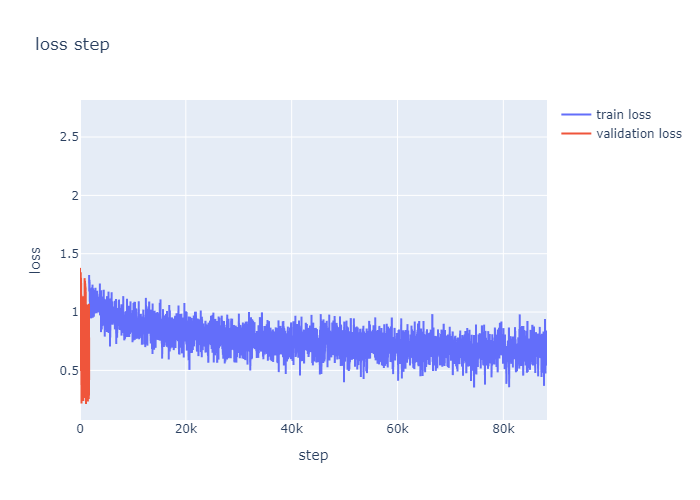 loss step
train loss
validation loss
2.5
2
1.5
1
0.5
0
20k
40k
60k
80k
loss
step